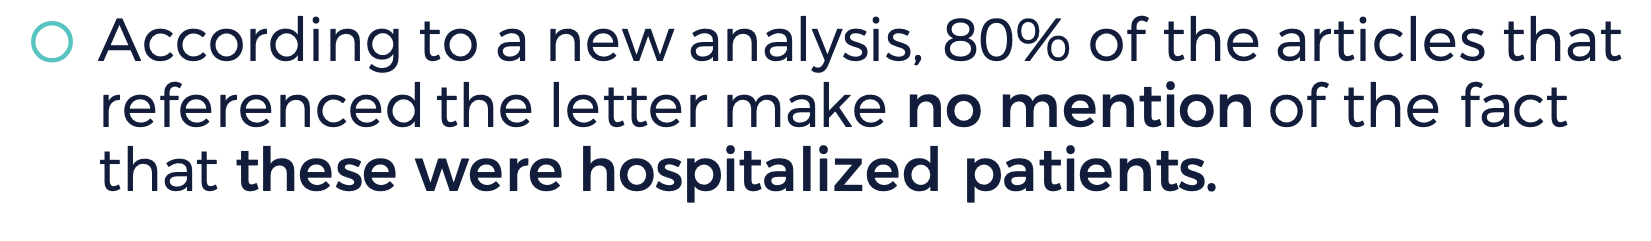 According to a new analysis, 80% of the articles that
referenced the letter make no mention of the fact
that these were hospitalized patients.